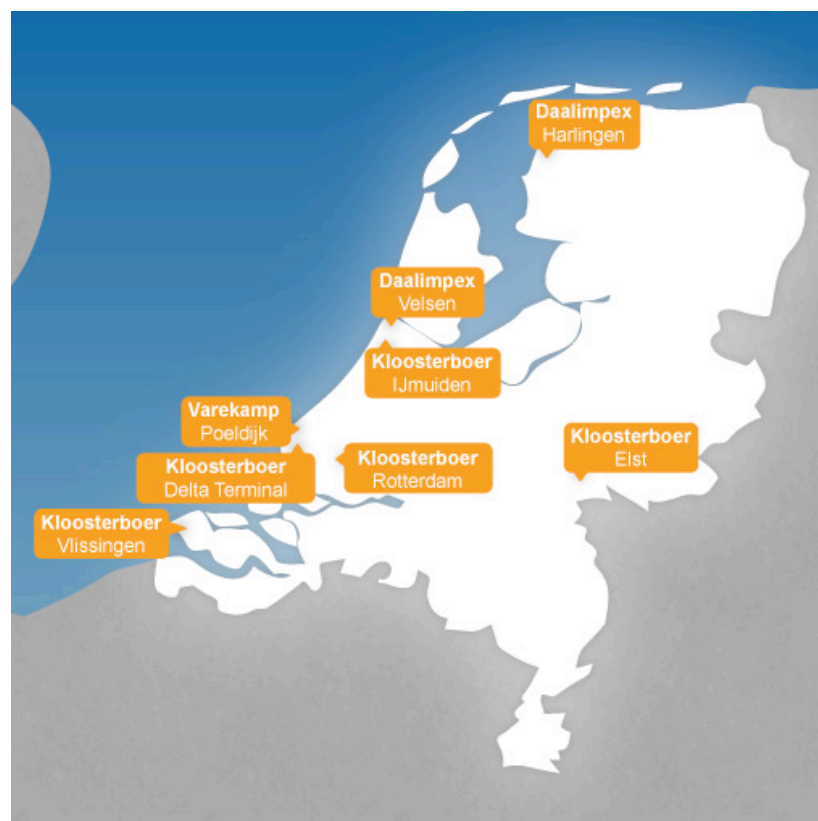 Daalimpex
Harlingen
Daalimpex
Velsen
Kloosterboer
IJmuiden
Varekamp
Poeldijk
Kloosterboer
Elst
Kloosterboer
Rotterdam
Kloosterboer
Delta Terminal
Kloosterboer
Vlissingen